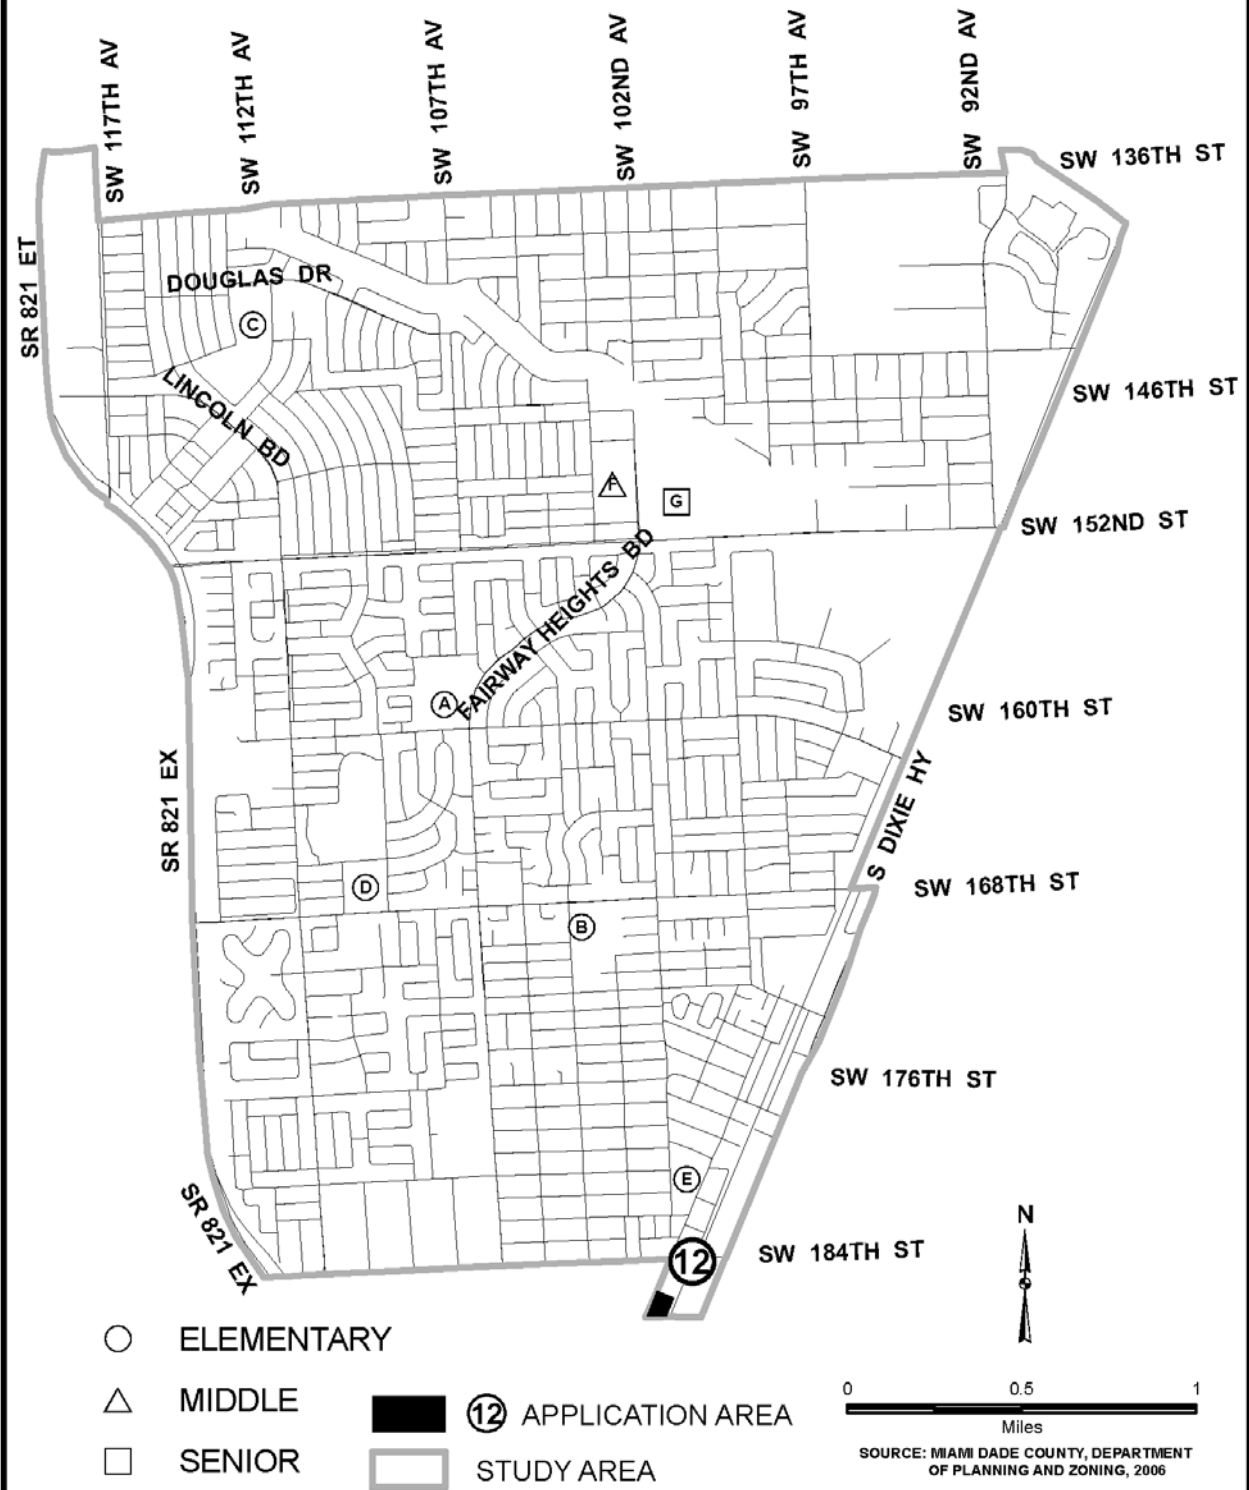 SW 117TH AV
SW 112TH AV
SW 107TH AV
SW 102ND AV
SW 97TH AV
SW 92ND AV
SW 136TH ST
SR 821 ET
DOUGLAS DR
C
LINCOLN BD
SW 146TH ST
F
G
SW 152ND ST
FAIRWAY HEIGHTS BD
A
SW 160TH ST
SR 821 EX
S DIXIE HY
D
SW 168TH ST
B
SW 176TH ST
E
SR 821 EX
12
SW 184TH ST
N
ELEMENTARY
MIDDLE
SENIOR
12 APPLICATION AREA
STUDY AREA
0 0.5 1
Miles
SOURCE: MIAMI DADE COUNTY, DEPARTMENT
OF PLANNING AND ZONING, 2006